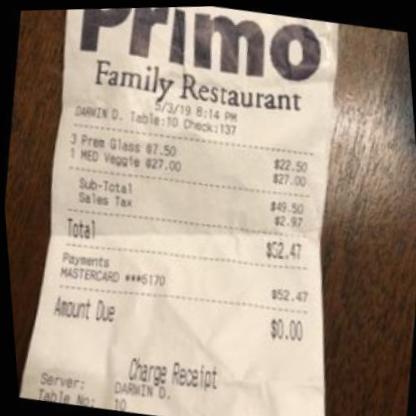 Primo
Family Restaurant
5/3/19 8:14 PM
DARWIN D. Table:10 Check:137
3 Prem Glass @7.50 $22.50
1 MED Veggie @27.00 $27.00
Sub-Total $49.50
Sales Tax $2.97
Total $52.47
Payments
MASTERCARD ***5170 $52.47
Amount Due $0.00
Charge Receipt
Server: DARWIN D.
Table No: 10